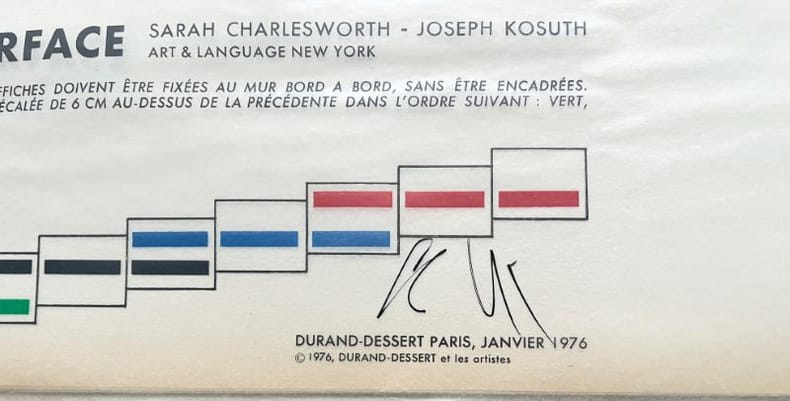 RFACE SARAH CHARLESWORTH - JOSEPH KOSUTH
ART & LANGUAGE NEW YORK
FFICHES DOIVENT ÊTRE FIXÉES AU MUR BORD A BORD, SANS ÊTRE ENCADRÉES.
ÉCALÉE DE 6 CM AU-DESSUS DE LA PRÉCÉDENTE DANS L'ORDRE SUIVANT : VERT,
DURAND-DESSERT PARIS, JANVIER 1976
© 1976, DURAND-DESSERT et les artistes